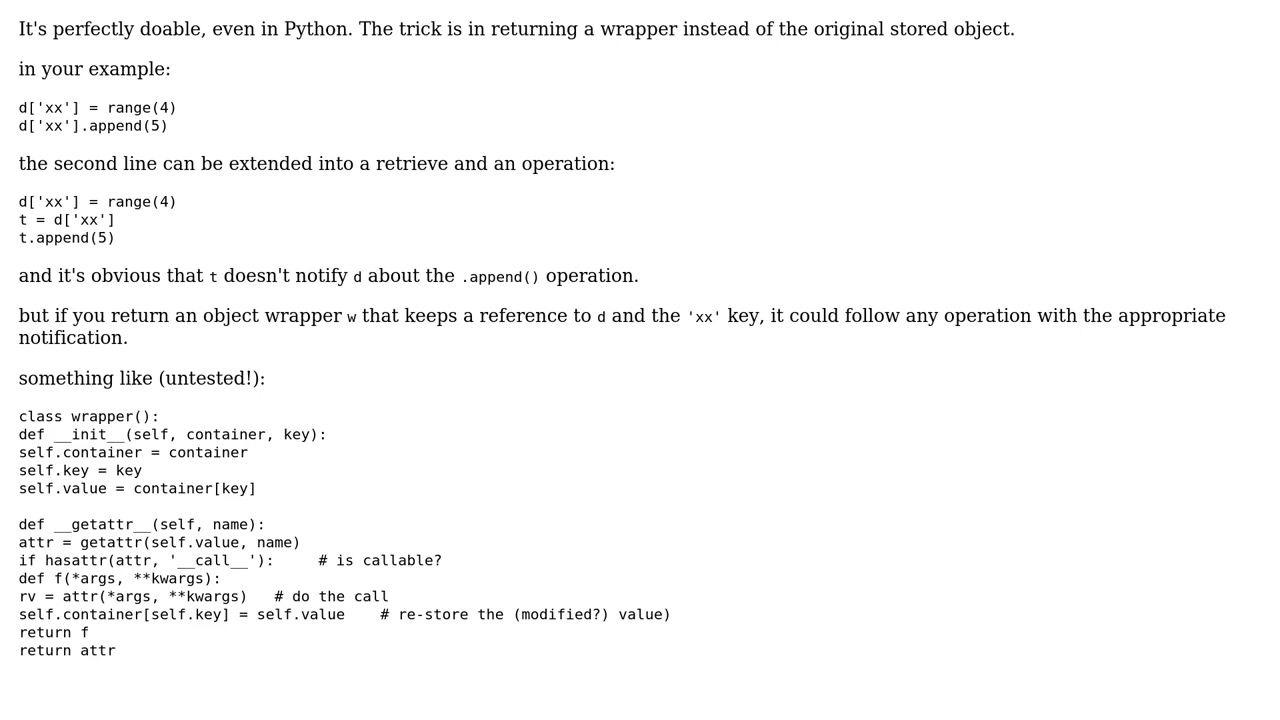 It's perfectly doable, even in Python. The trick is in returning a wrapper instead of the original stored object.
in your example:
d['xx'] = range(4)
d['xx'].append(5)
the second line can be extended into a retrieve and an operation:
d['xx'] = range(4)
t = d['xx']
t.append(5)
and it's obvious that t doesn't notify d about the .append() operation.
but if you return an object wrapper w that keeps a reference to d and the 'xx' key, it could follow any operation with the appropriate
notification.
something like (untested!):
class wrapper():
def __init__(self, container, key):
self.container = container
self.key = key
self.value = container[key]
def __getattr__(self, name):
attr = getattr(self.value, name)
if hasattr(attr, '__call__'):     # is callable?
def f(*args, **kwargs):
rv = attr(*args, **kwargs)   # do the call
self.container[self.key] = self.value    # re-store the (modified?) value)
return f
return attr